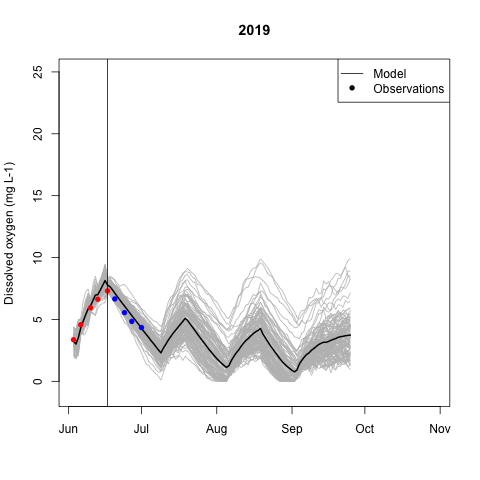 2019
Model
Observations
Dissolved oxygen (mg L-1)
25
20
15
10
5
0
Jun Jul Aug Sep Oct Nov